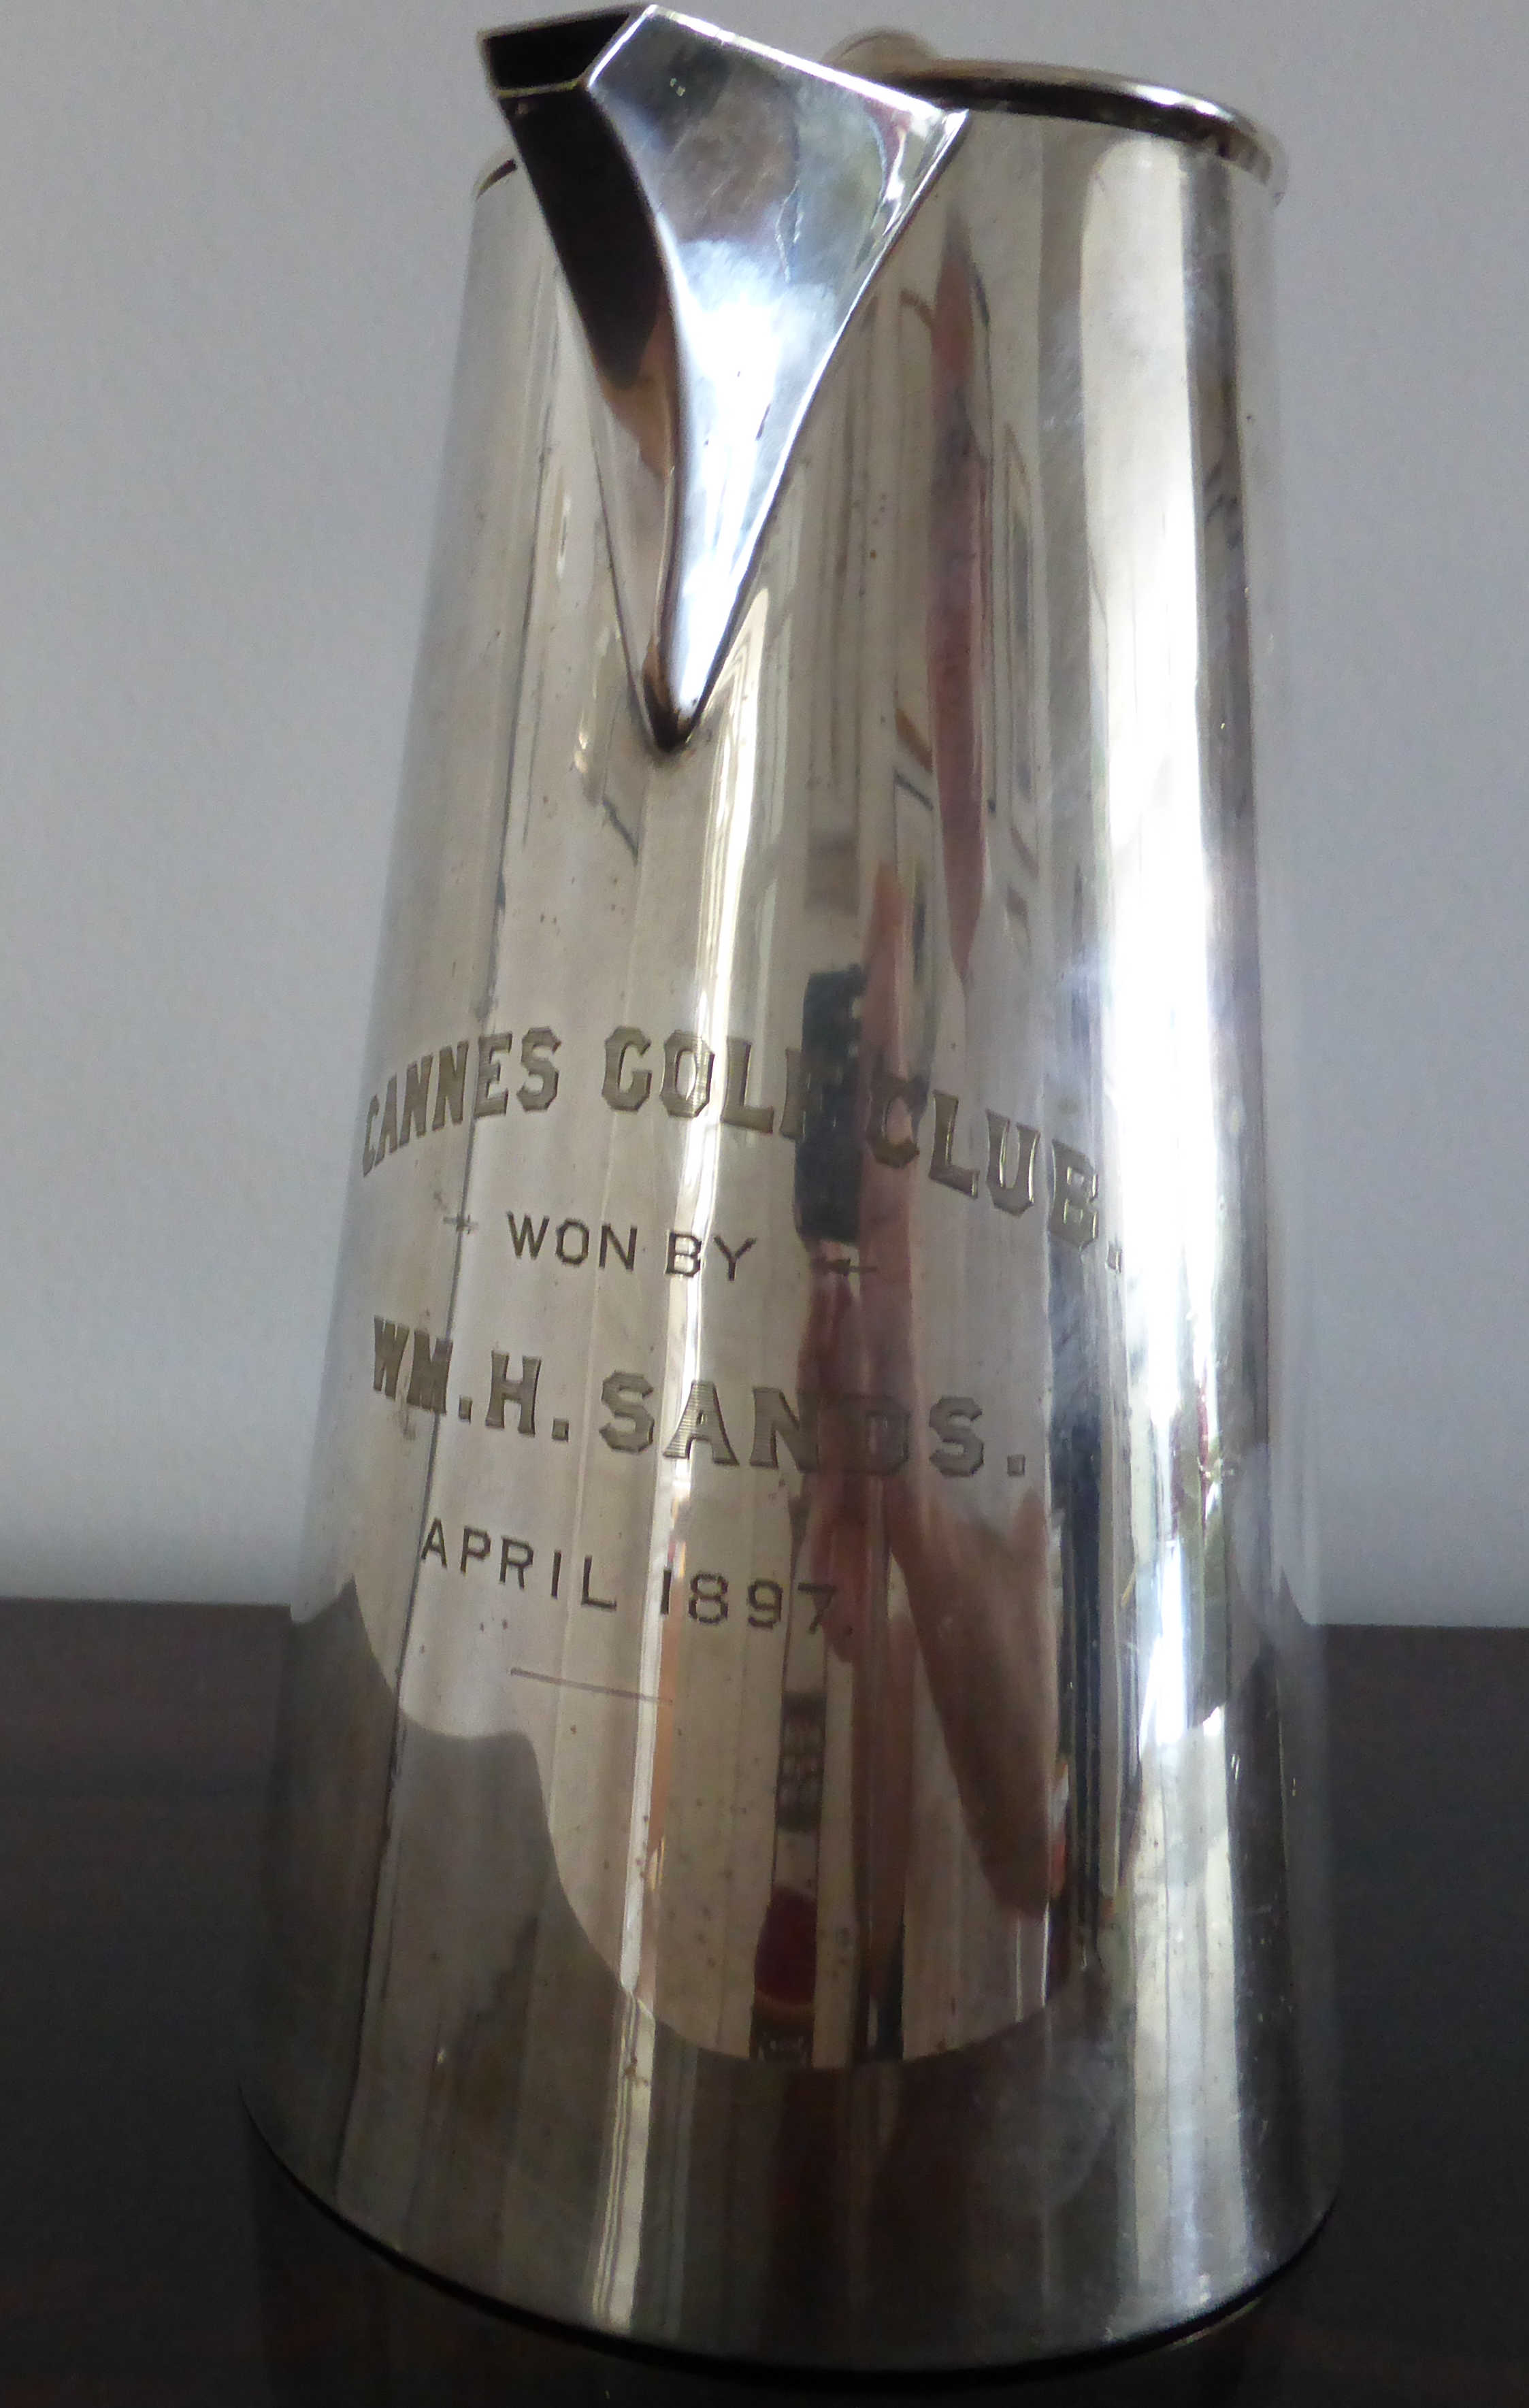 CANNES GOLF CLUB.
WON BY
WM. H. SANDS.
APRIL 1897.